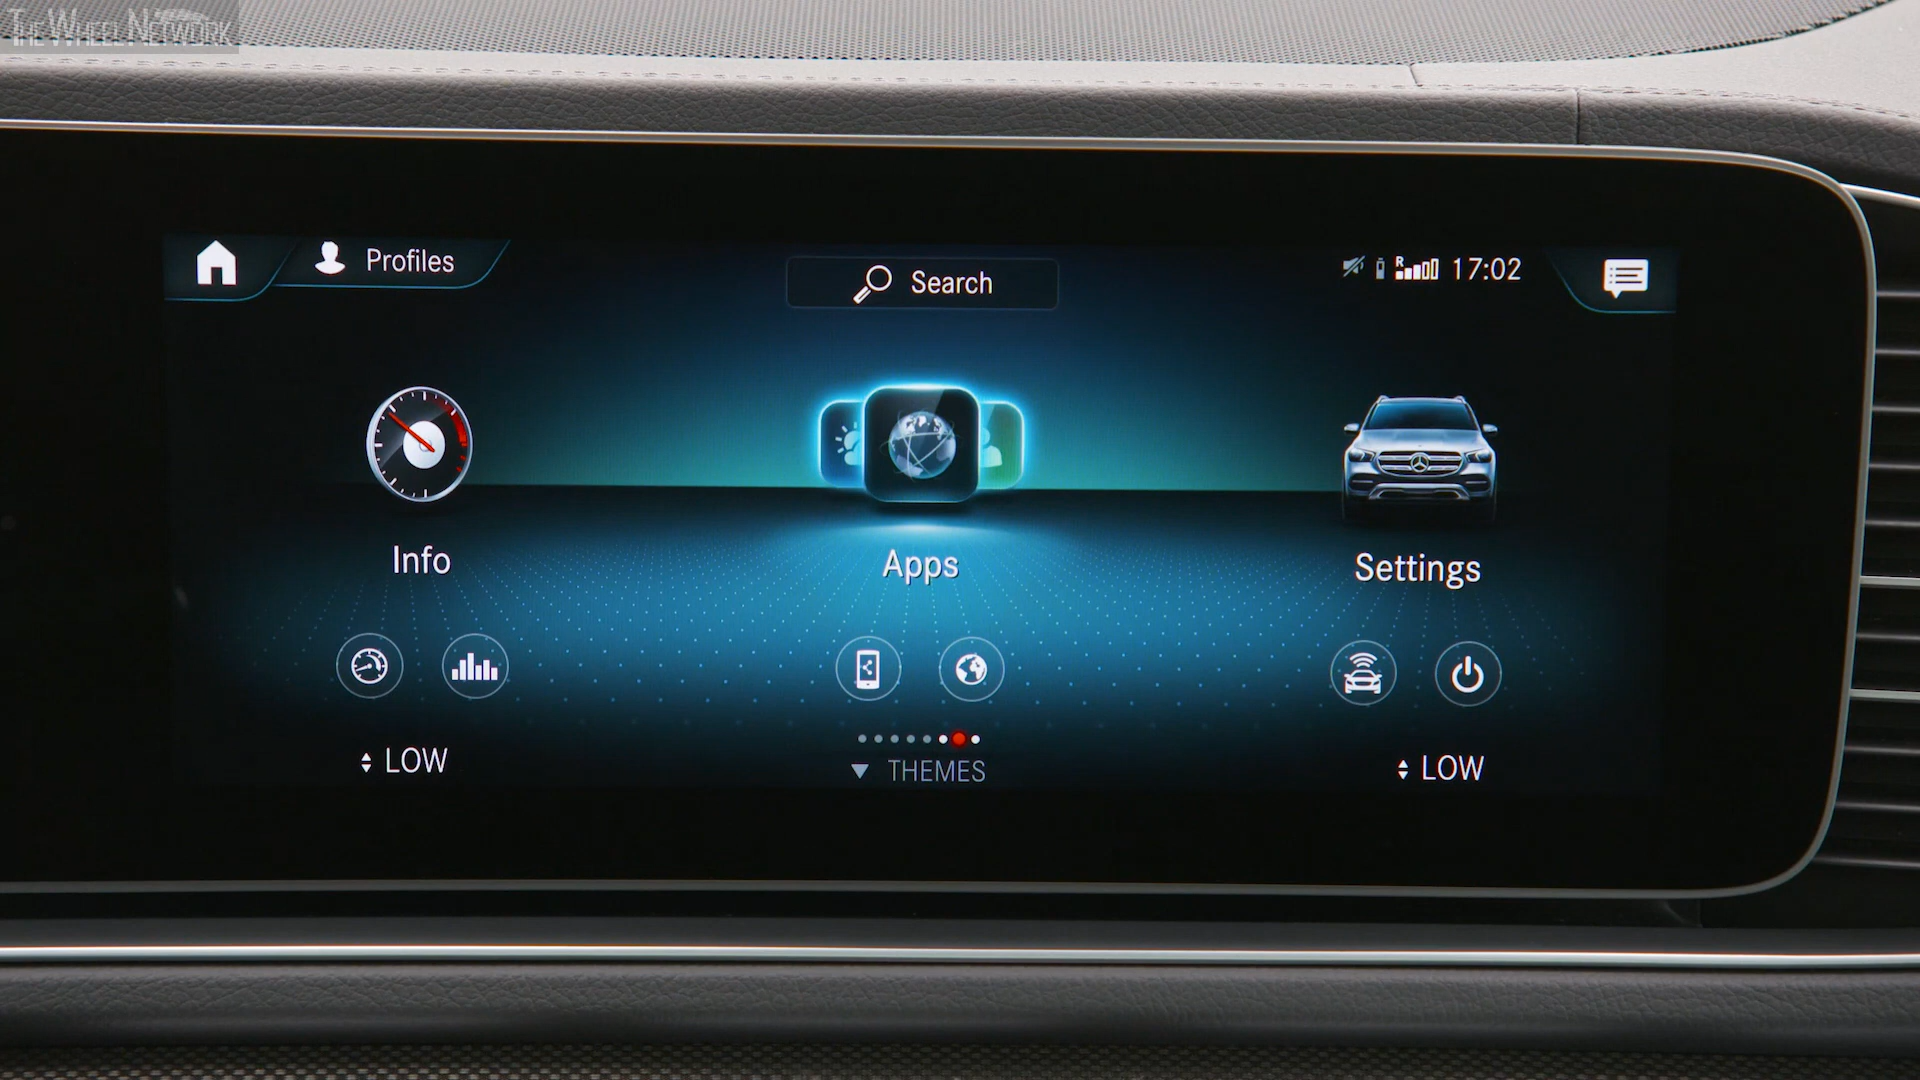 THE WHEEL NETWORK
Profiles
Search
R 17:02
Info
Apps
Settings
LOW
THEMES
LOW